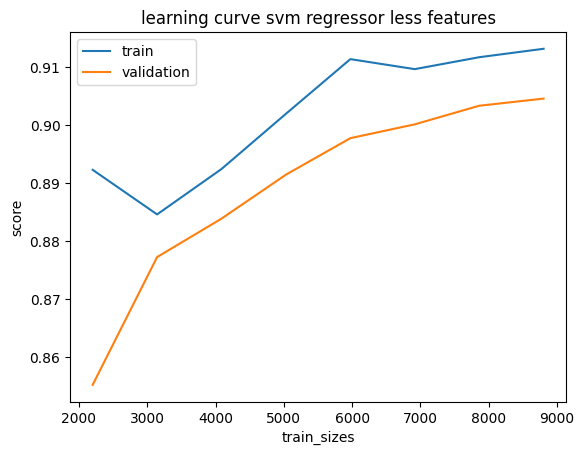 learning curve svm regressor less features
train
validation
0.91
0.90
0.89
0.88
0.87
0.86
score
2000 3000 4000 5000 6000 7000 8000 9000
train_sizes